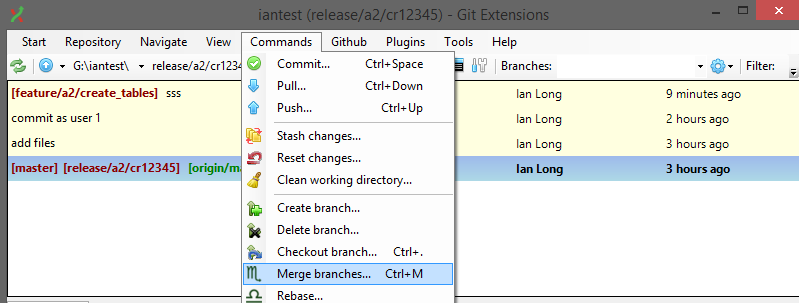 iantest (release/a2/cr12345) - Git Extensions
Start Repository Navigate View Commands Github Plugins Tools Help
G:\iantest\ release/a2/cr1234 Branches: Filter:
Commit... Ctrl+Space
Pull... Ctrl+Down
Push... Ctrl+Up
Stash changes...
Reset changes...
Clean working directory...
Create branch...
Delete branch...
Checkout branch... Ctrl+.
Merge branches... Ctrl+M
Rebase...
[feature/a2/create_tables] sss Ian Long 9 minutes ago
commit as user 1 Ian Long 2 hours ago
add files Ian Long 3 hours ago
[master] [release/a2/cr12345] [origin/ma Ian Long 3 hours ago